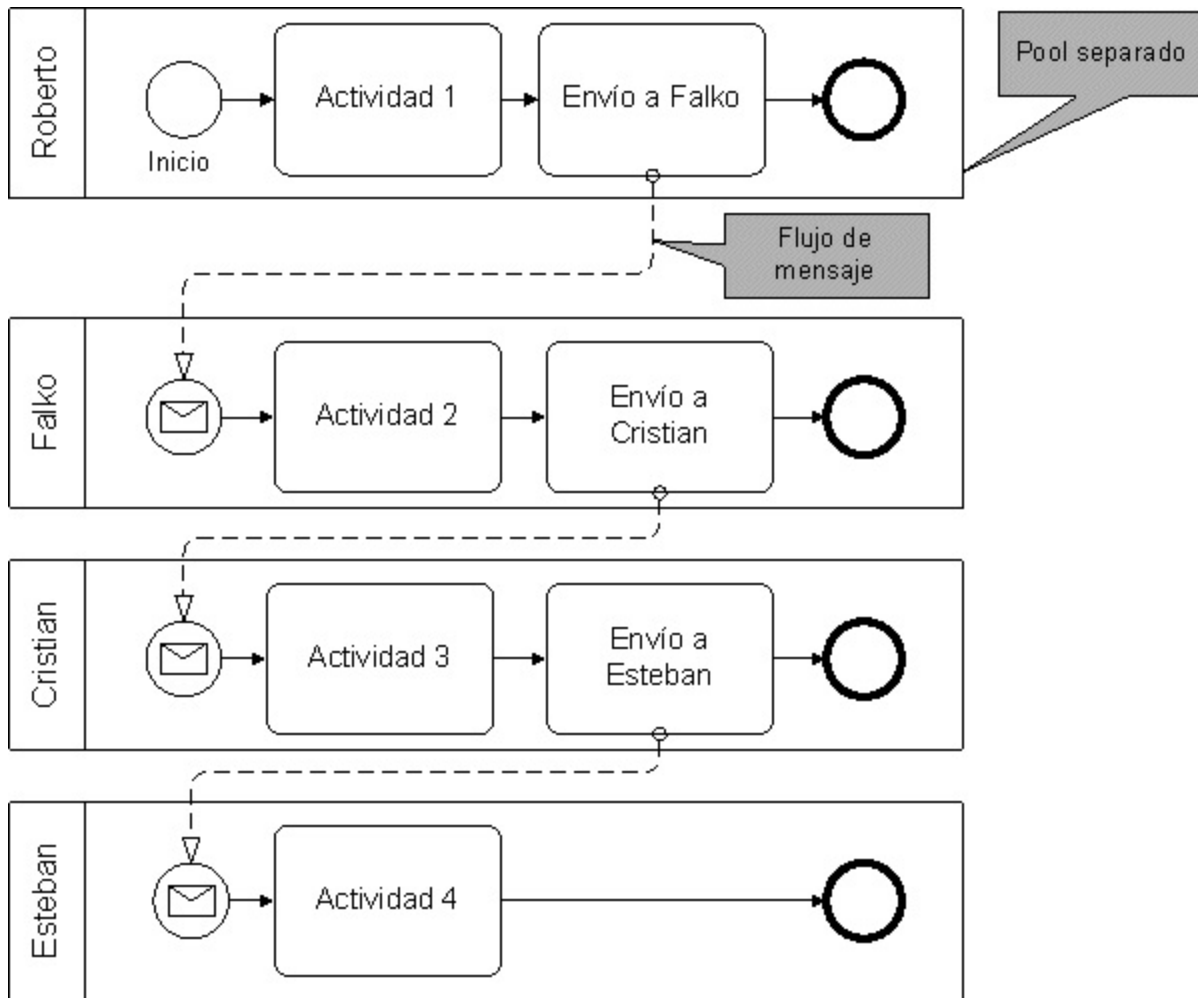 Roberto
Inicio
Actividad 1
Envío a Falko
Pool separado
Flujo de
mensaje
Falko
Actividad 2
Envío a
Cristian
Cristian
Actividad 3
Envío a
Esteban
Esteban
Actividad 4